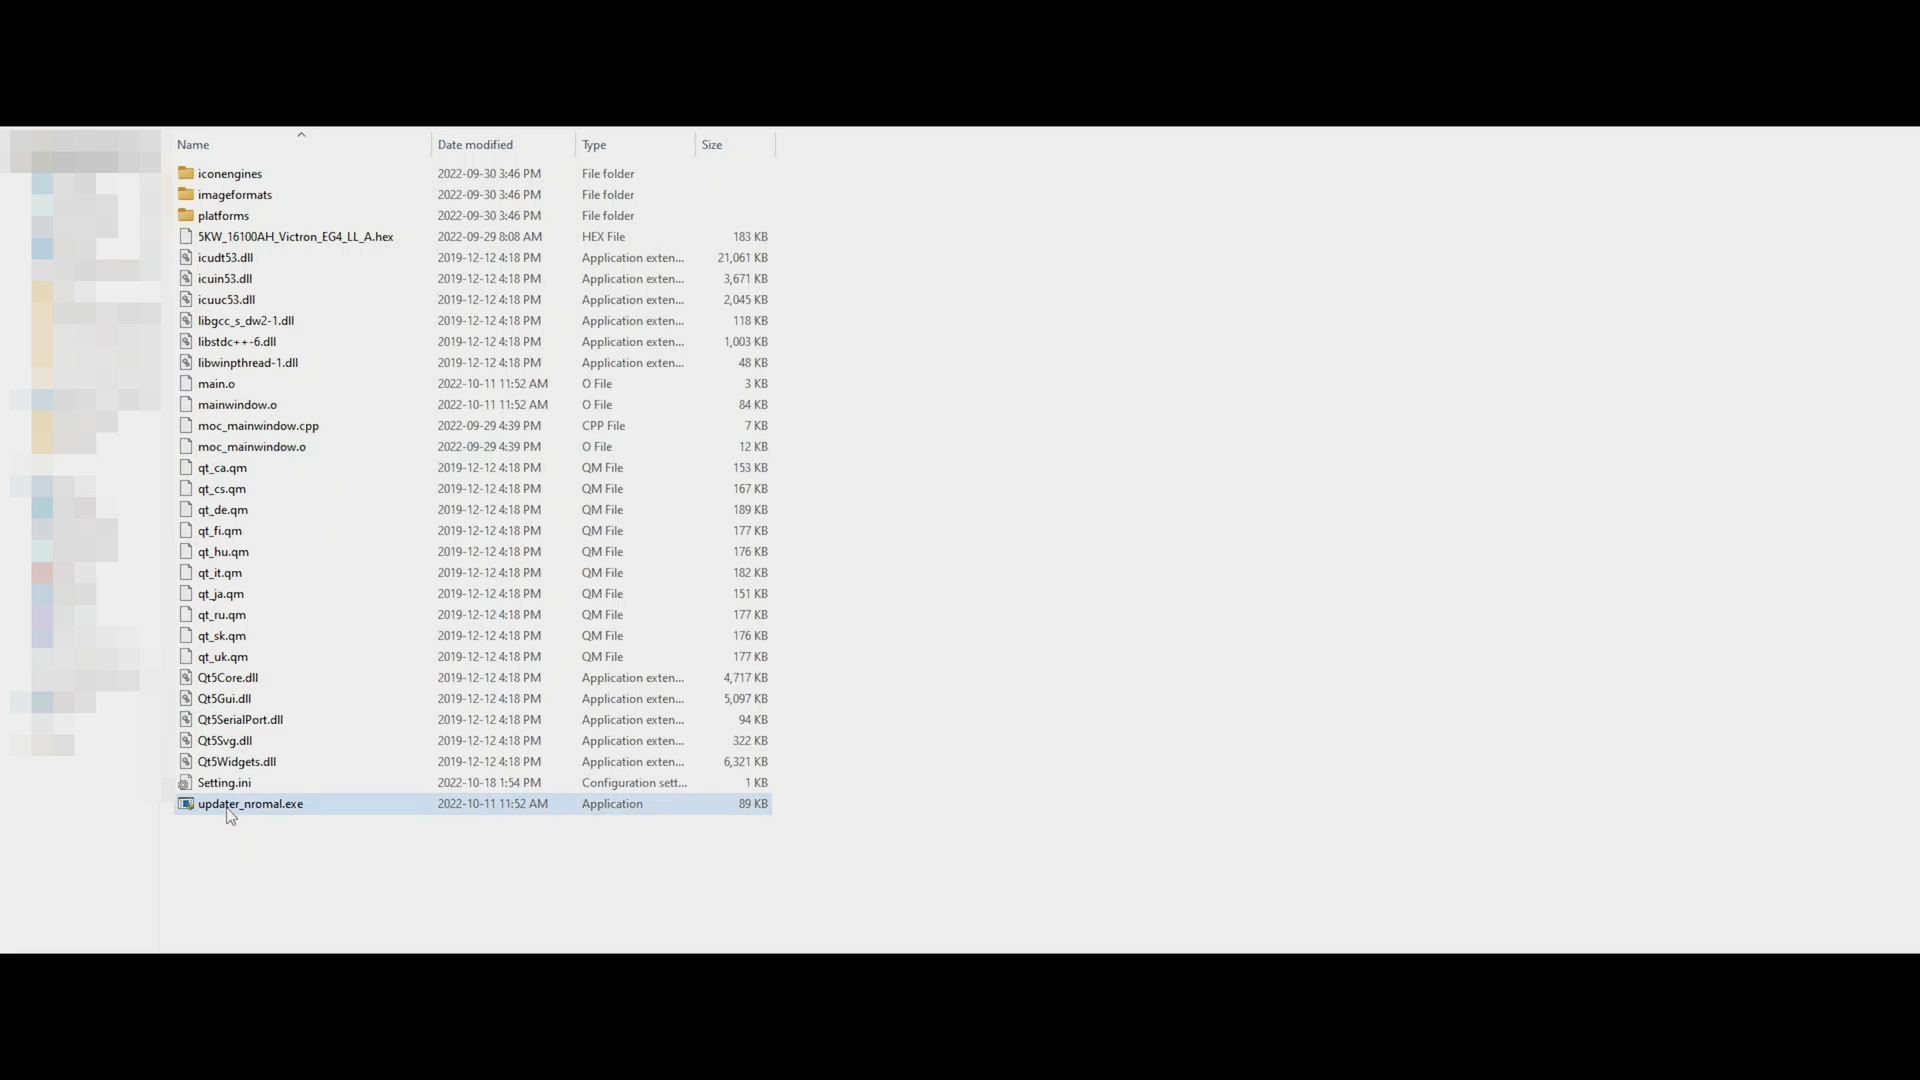 Name Date modified Type Size
iconengines 2022-09-30 3:46 PM File folder
imageformats 2022-09-30 3:46 PM File folder
platforms 2022-09-30 3:46 PM File folder
5KW_16100AH_Victron_EG4_LL_A.hex 2022-09-29 8:08 AM HEX File 183 KB
icudt53.dll 2019-12-12 4:18 PM Application exten... 21,061 KB
icuin53.dll 2019-12-12 4:18 PM Application exten... 3,671 KB
icuuc53.dll 2019-12-12 4:18 PM Application exten... 2,045 KB
libgcc_s_dw2-1.dll 2019-12-12 4:18 PM Application exten... 118 KB
libstdc++-6.dll 2019-12-12 4:18 PM Application exten... 1,003 KB
libwinpthread-1.dll 2019-12-12 4:18 PM Application exten... 48 KB
main.o 2022-10-11 11:52 AM O File 3 KB
mainwindow.o 2022-10-11 11:52 AM O File 84 KB
moc_mainwindow.cpp 2022-09-29 4:39 PM CPP File 7 KB
moc_mainwindow.o 2022-09-29 4:39 PM O File 12 KB
qt_ca.qm 2019-12-12 4:18 PM QM File 153 KB
qt_cs.qm 2019-12-12 4:18 PM QM File 167 KB
qt_de.qm 2019-12-12 4:18 PM QM File 189 KB
qt_fi.qm 2019-12-12 4:18 PM QM File 177 KB
qt_hu.qm 2019-12-12 4:18 PM QM File 176 KB
qt_it.qm 2019-12-12 4:18 PM QM File 182 KB
qt_ja.qm 2019-12-12 4:18 PM QM File 151 KB
qt_ru.qm 2019-12-12 4:18 PM QM File 177 KB
qt_sk.qm 2019-12-12 4:18 PM QM File 176 KB
qt_uk.qm 2019-12-12 4:18 PM QM File 177 KB
Qt5Core.dll 2019-12-12 4:18 PM Application exten... 4,717 KB
Qt5Gui.dll 2019-12-12 4:18 PM Application exten... 5,097 KB
Qt5SerialPort.dll 2019-12-12 4:18 PM Application exten... 94 KB
Qt5Svg.dll 2019-12-12 4:18 PM Application exten... 322 KB
Qt5Widgets.dll 2019-12-12 4:18 PM Application exten... 6,321 KB
Setting.ini 2022-10-18 1:54 PM Configuration sett... 1 KB
updater_nromal.exe 2022-10-11 11:52 AM Application 89 KB